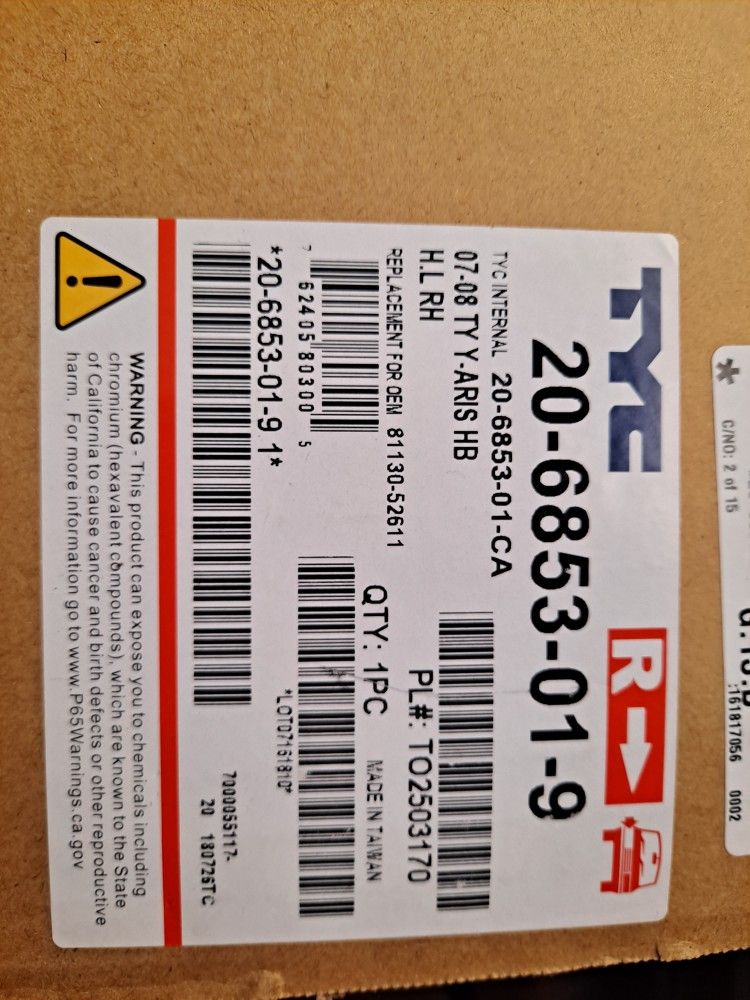 TYC
R
20-6853-01-9
TYC INTERNAL 20-6853-01-CA
07-08 TY Y-ARIS HB
H.L RH
PL#: TO2503170
REPLACEMENT FOR OEM 81130-52611
QTY: 1PC MADE IN TAIWAN
7 62405 80300 5
*LOT07161810*
*20-6853-01-9 1*
7000055117-
20 180726TC
WARNING - This product can expose you to chemicals including
chromium (hexavalent compounds), which are known to the State
of California to cause cancer and birth defects or other reproductive
harm. For more information go to www.P65Warnings.ca.gov
* C/NO: 2 of 15
:161817056 0002